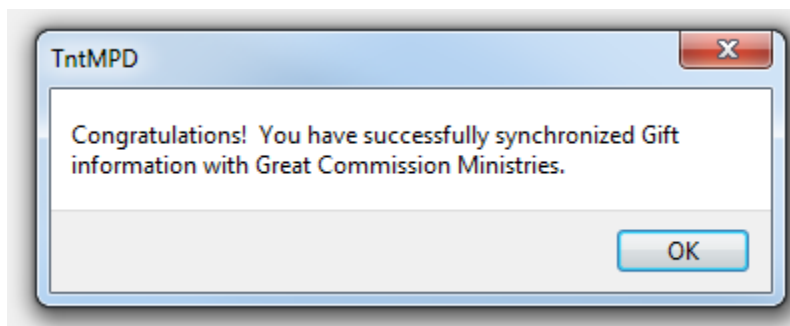 TntMPD
Congratulations!  You have successfully synchronized Gift
information with Great Commission Ministries.
OK